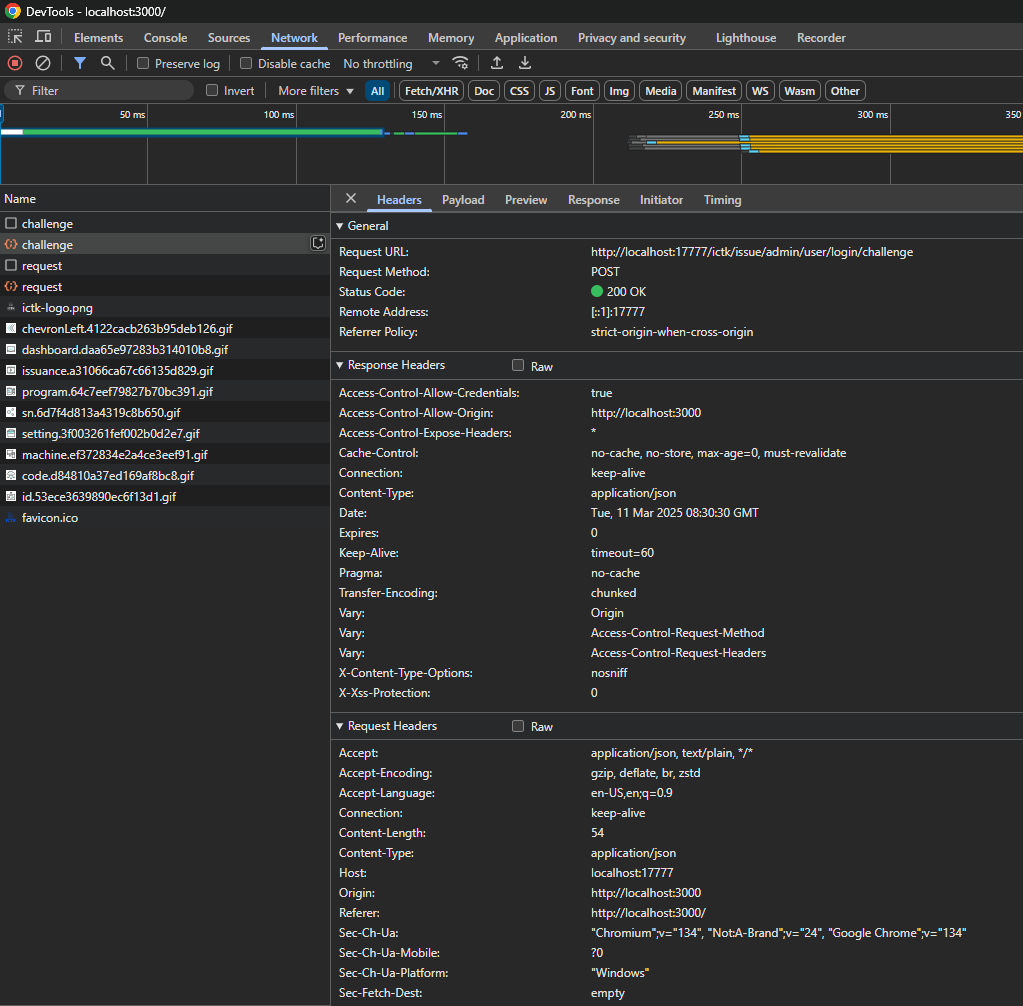 DevTools - localhost:3000/
Elements Console Sources Network Performance Memory Application Privacy and security Lighthouse Recorder
Preserve log Disable cache No throttling
Filter Invert More filters All Fetch/XHR Doc CSS JS Font Img Media Manifest WS Wasm Other
50 ms 100 ms 150 ms 200 ms 250 ms 300 ms 350
Name
challenge
challenge
request
request
ictk-logo.png
chevronLeft.4122cacb263b95deb126.gif
dashboard.daa65e97283b314010b8.gif
issuance.a31066ca67c66135d829.gif
program.64c7eef79827b70bc391.gif
sn.6d7f4d813a4319c8b650.gif
setting.3f003261fef002b0d2e7.gif
machine.ef372834e2a4ce3eef91.gif
code.d84810a37ed169af8bc8.gif
id.53ece3639890ec6f13d1.gif
favicon.ico
Headers Payload Preview Response Initiator Timing
General
Request URL: http://localhost:17777/ictk/issue/admin/user/login/challenge
Request Method: POST
Status Code: 200 OK
Remote Address: [::1]:17777
Referrer Policy: strict-origin-when-cross-origin
Response Headers Raw
Access-Control-Allow-Credentials: true
Access-Control-Allow-Origin: http://localhost:3000
Access-Control-Expose-Headers: *
Cache-Control: no-cache, no-store, max-age=0, must-revalidate
Connection: keep-alive
Content-Type: application/json
Date: Tue, 11 Mar 2025 08:30:30 GMT
Expires: 0
Keep-Alive: timeout=60
Pragma: no-cache
Transfer-Encoding: chunked
Vary: Origin
Vary: Access-Control-Request-Method
Vary: Access-Control-Request-Headers
X-Content-Type-Options: nosniff
X-Xss-Protection: 0
Request Headers Raw
Accept: application/json, text/plain, */*
Accept-Encoding: gzip, deflate, br, zstd
Accept-Language: en-US,en;q=0.9
Connection: keep-alive
Content-Length: 54
Content-Type: application/json
Host: localhost:17777
Origin: http://localhost:3000
Referer: http://localhost:3000/
Sec-Ch-Ua: "Chromium";v="134", "Not:A-Brand";v="24", "Google Chrome";v="134"
Sec-Ch-Ua-Mobile: ?0
Sec-Ch-Ua-Platform: "Windows"
Sec-Fetch-Dest: empty